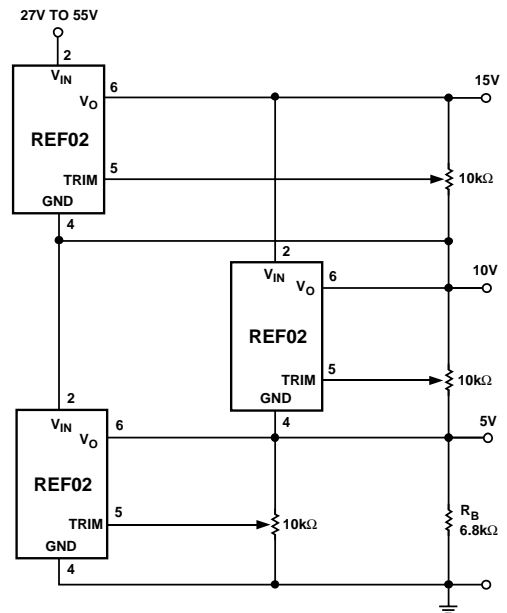 27V TO 55V
2
VIN
6
VO
15V
REF02
5
TRIM
10kΩ
GND
4
2
VIN
6
VO
10V
REF02
5
TRIM
10kΩ
GND
4
2
VIN
6
VO
5V
REF02
5
TRIM
10kΩ
RB
6.8kΩ
GND
4